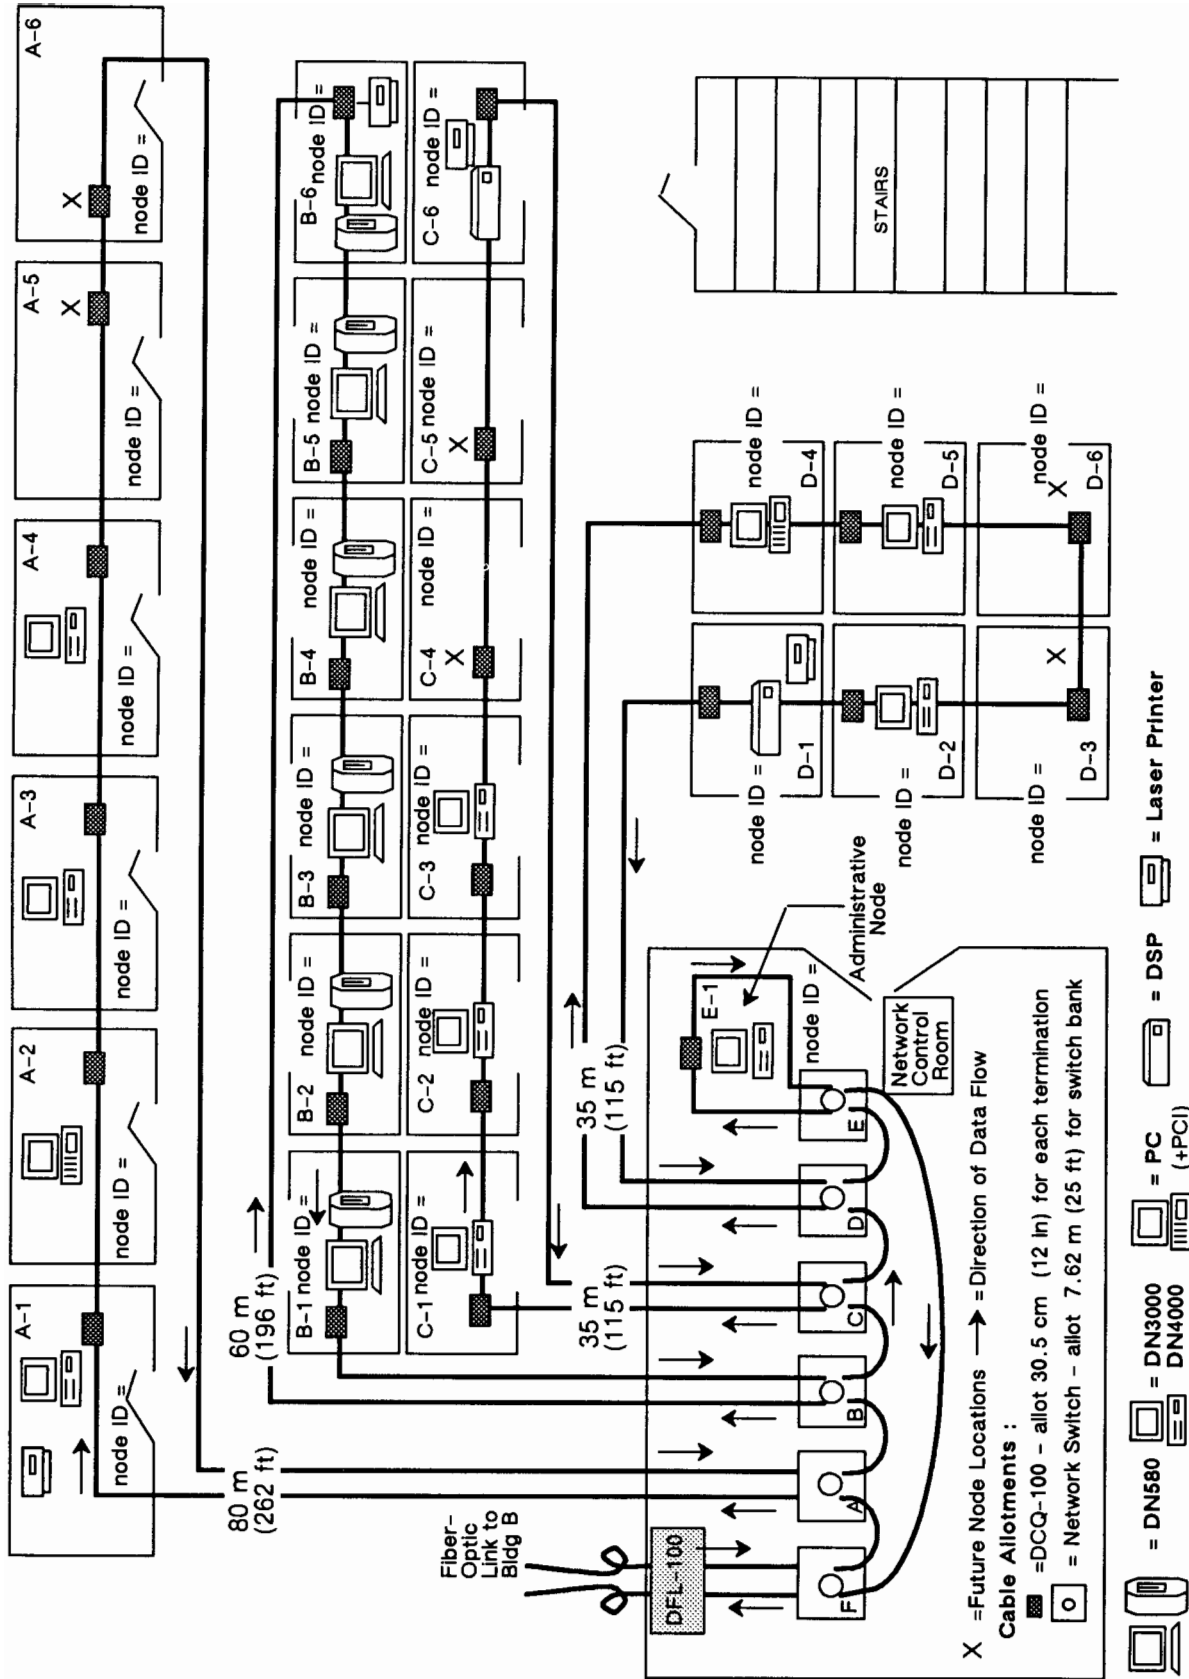 A-1
node ID =
A-2
node ID =
A-3
node ID =
A-4
node ID =
A-5
X
node ID =
A-6
X
node ID =
80 m
(262 ft)
60 m
(196 ft)
B-1
node ID =
B-2
node ID =
B-3
node ID =
B-4
node ID =
B-5
node ID =
B-6
node ID =
C-1
node ID =
C-2
node ID =
C-3
node ID =
C-4
X
node ID =
C-5
X
node ID =
C-6
node ID =
35 m
(115 ft)
35 m
(115 ft)
Fiber-
Optic
Link to
Bldg B
DFL-100
F
A
B
C
D
E
E-1
node ID =
Administrative
Node
Network
Control
Room
node ID =
D-1
node ID =
D-2
node ID =
D-3
X
node ID =
D-4
node ID =
D-5
node ID =
D-6
X
STAIRS
X =Future Node Locations
=Direction of Data Flow
Cable Allotments :
=DCQ-100 - allot 30.5 cm (12 in) for each termination
= Network Switch - allot 7.62 m (25 ft) for switch bank
= DN580
= DN3000
DN4000
= PC
(+PCI)
= DSP
= Laser Printer